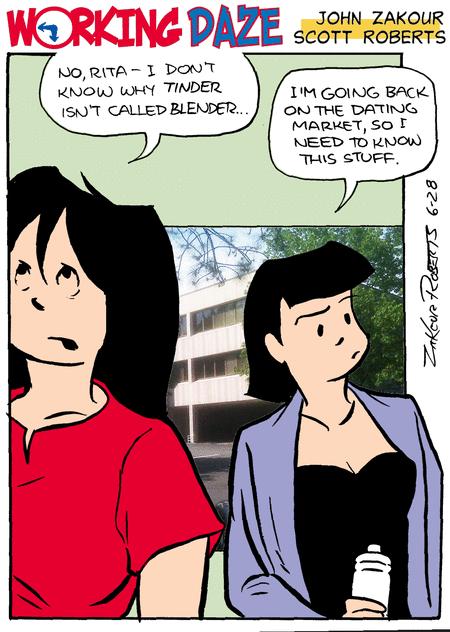 WORKING DAZE
JOHN ZAKOUR
SCOTT ROBERTS
NO, RITA – I DON'T
KNOW WHY TINDER
ISN'T CALLED BLENDER...
I'M GOING BACK
ON THE DATING
MARKET, SO I
NEED TO KNOW
THIS STUFF.
ZAKOUR ROBERTS 6-28